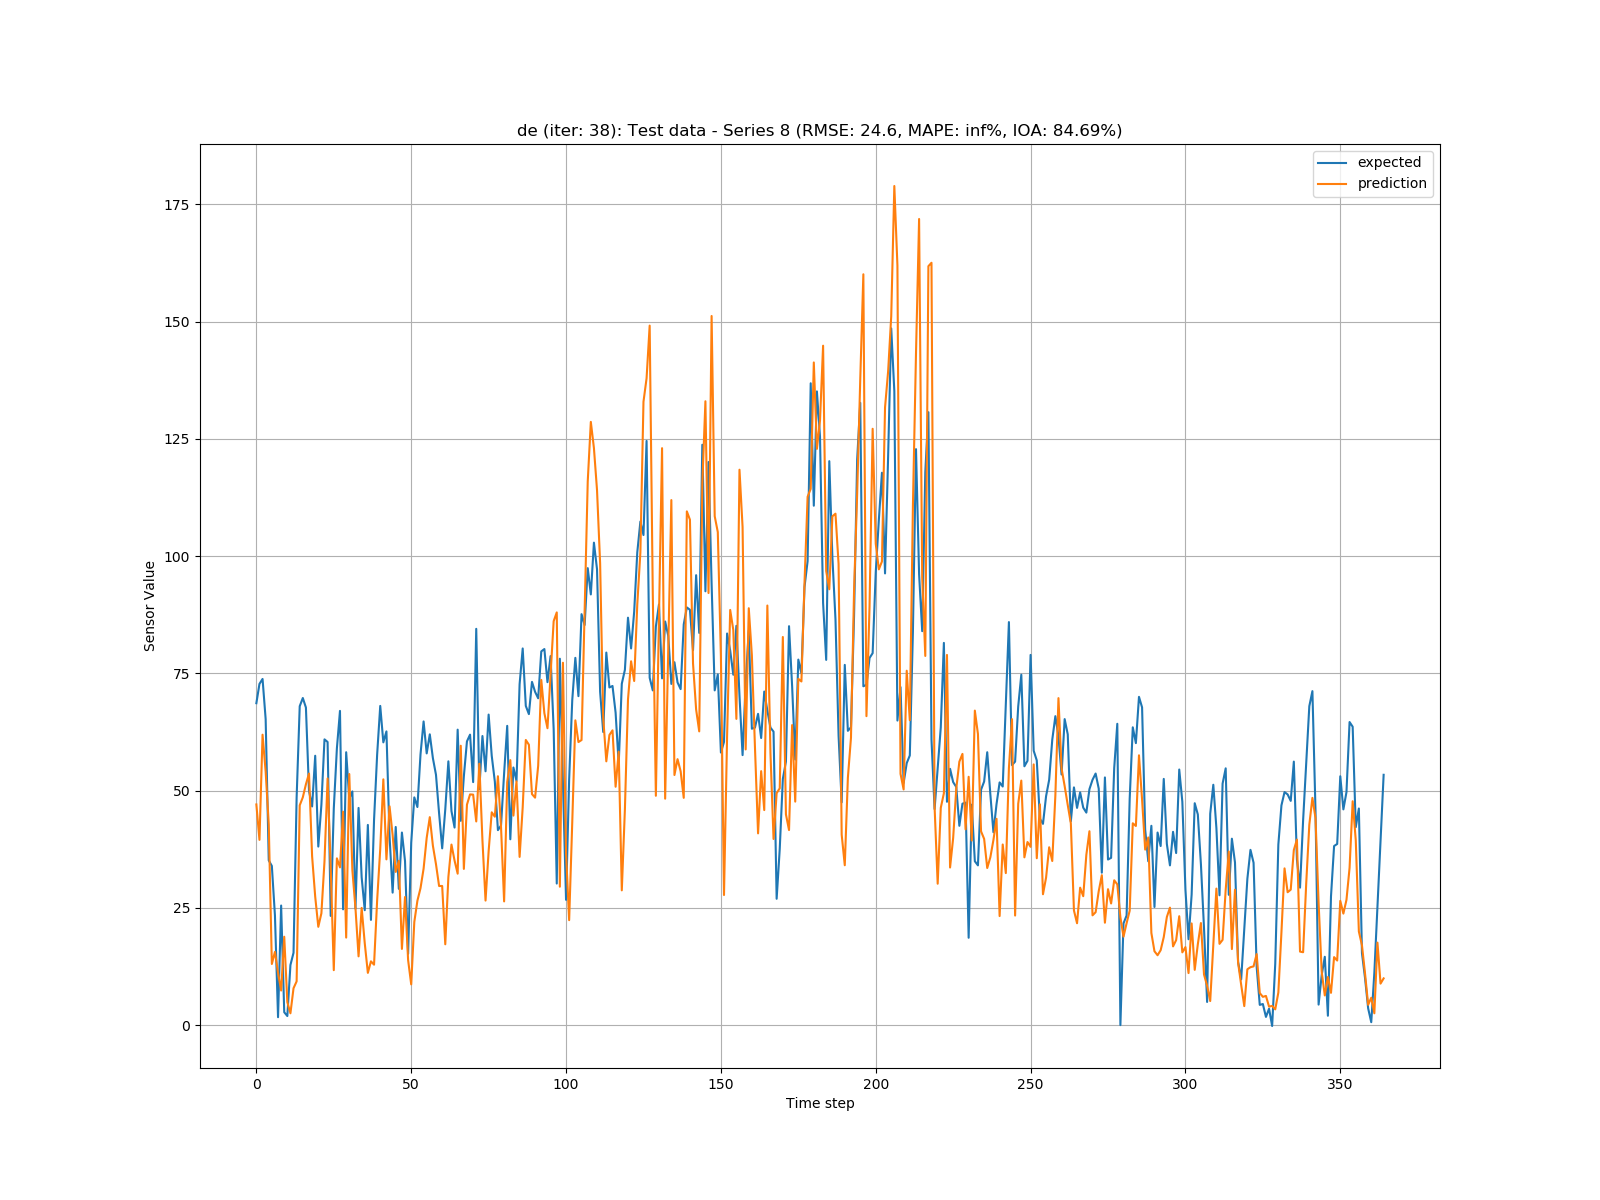 de (iter: 38): Test data - Series 8 (RMSE: 24.6, MAPE: inf%, IOA: 84.69%)
expected
prediction
175
150
125
100
75
50
25
0
Sensor Value
0 50 100 150 200 250 300 350
Time step